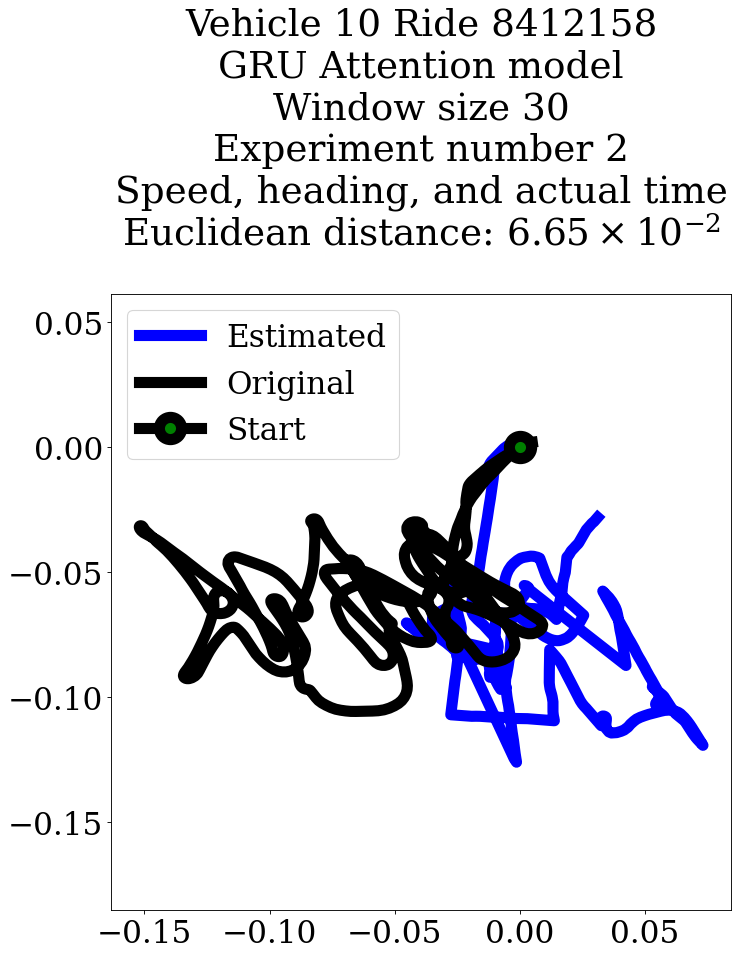 Vehicle 10 Ride 8412158
GRU Attention model
Window size 30
Experiment number 2
Speed, heading, and actual time
Euclidean distance: 6.65 × 10⁻²
0.05
0.00
−0.05
−0.10
−0.15
Estimated
Original
Start
−0.15 −0.10 −0.05 0.00 0.05